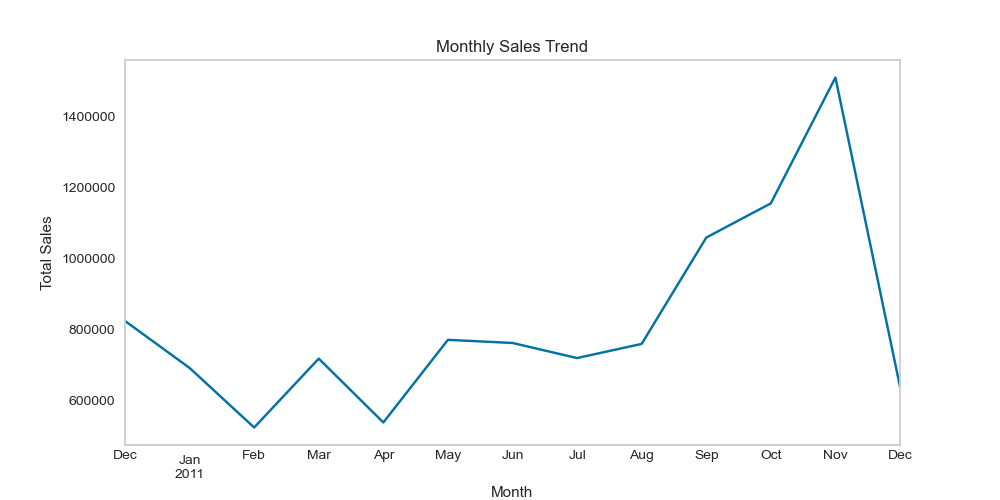 Monthly Sales Trend
1400000
1200000
1000000
800000
600000
Total Sales
Dec Jan Feb Mar Apr May Jun Jul Aug Sep Oct Nov Dec
2011
Month